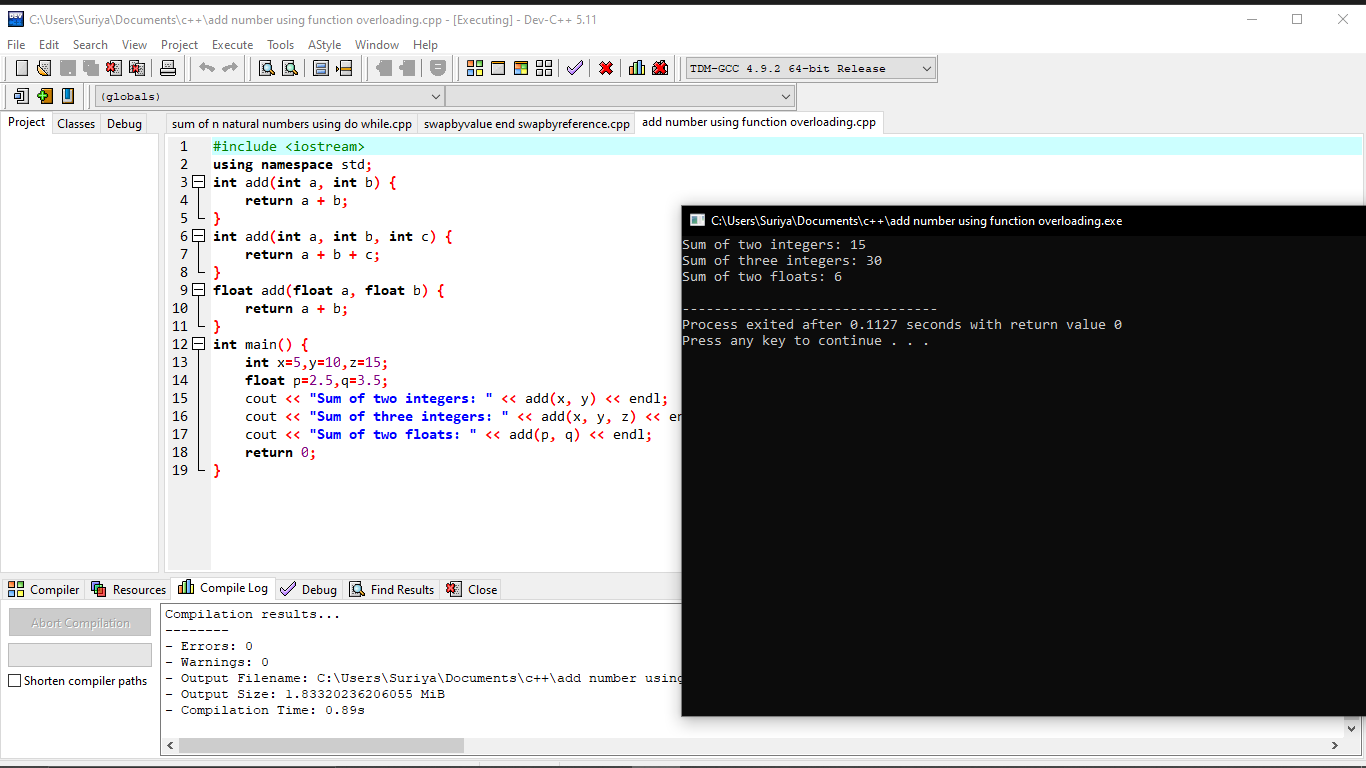 C:\Users\Suriya\Documents\c++\add number using function overloading.cpp - [Executing] - Dev-C++ 5.11
File Edit Search View Project Execute Tools AStyle Window Help
TDM-GCC 4.9.2 64-bit Release
(globals)
Project Classes Debug
sum of n natural numbers using do while.cpp swapbyvalue end swapbyreference.cpp add number using function overloading.cpp
1 #include <iostream>
2 using namespace std;
3 int add(int a, int b) {
4 return a + b;
5 }
6 int add(int a, int b, int c) {
7 return a + b + c;
8 }
9 float add(float a, float b) {
10 return a + b;
11 }
12 int main() {
13 int x=5,y=10,z=15;
14 float p=2.5,q=3.5;
15 cout << "Sum of two integers: " << add(x, y) << endl;
16 cout << "Sum of three integers: " << add(x, y, z) << en
17 cout << "Sum of two floats: " << add(p, q) << endl;
18 return 0;
19 }
C:\Users\Suriya\Documents\c++\add number using function overloading.exe
Sum of two integers: 15
Sum of three integers: 30
Sum of two floats: 6
--------------------------------
Process exited after 0.1127 seconds with return value 0
Press any key to continue . . .
Compiler Resources Compile Log Debug Find Results Close
Abort Compilation
Shorten compiler paths
Compilation results...
--------
- Errors: 0
- Warnings: 0
- Output Filename: C:\Users\Suriya\Documents\c++\add number using
- Output Size: 1.83320236206055 MiB
- Compilation Time: 0.89s